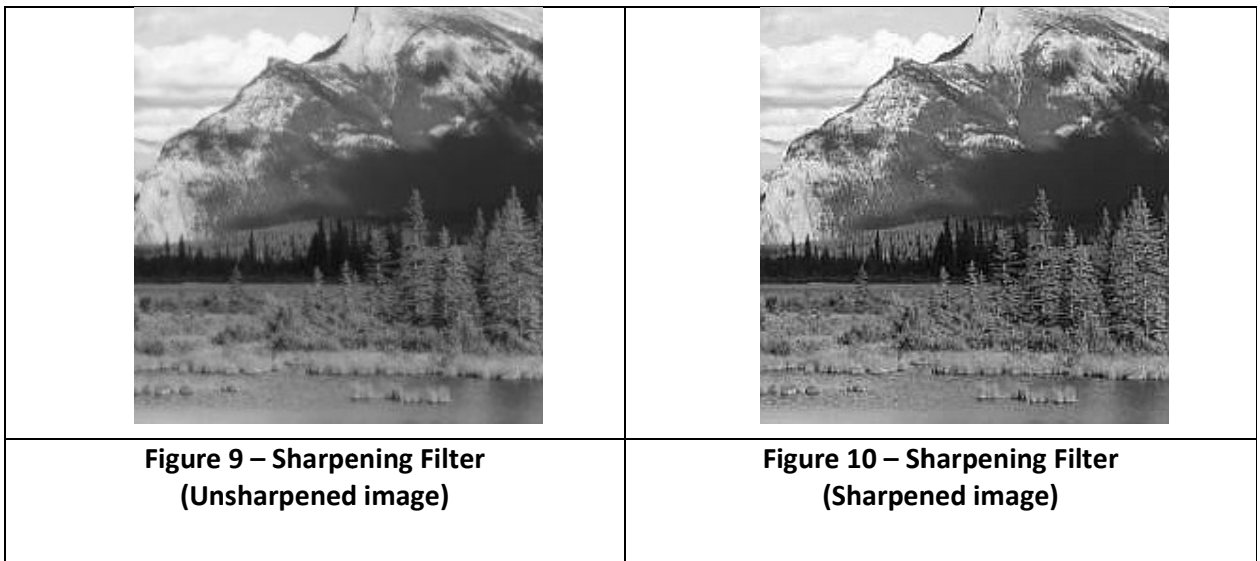 Figure 9 – Sharpening Filter
(Unsharpened image)
Figure 10 – Sharpening Filter
(Sharpened image)